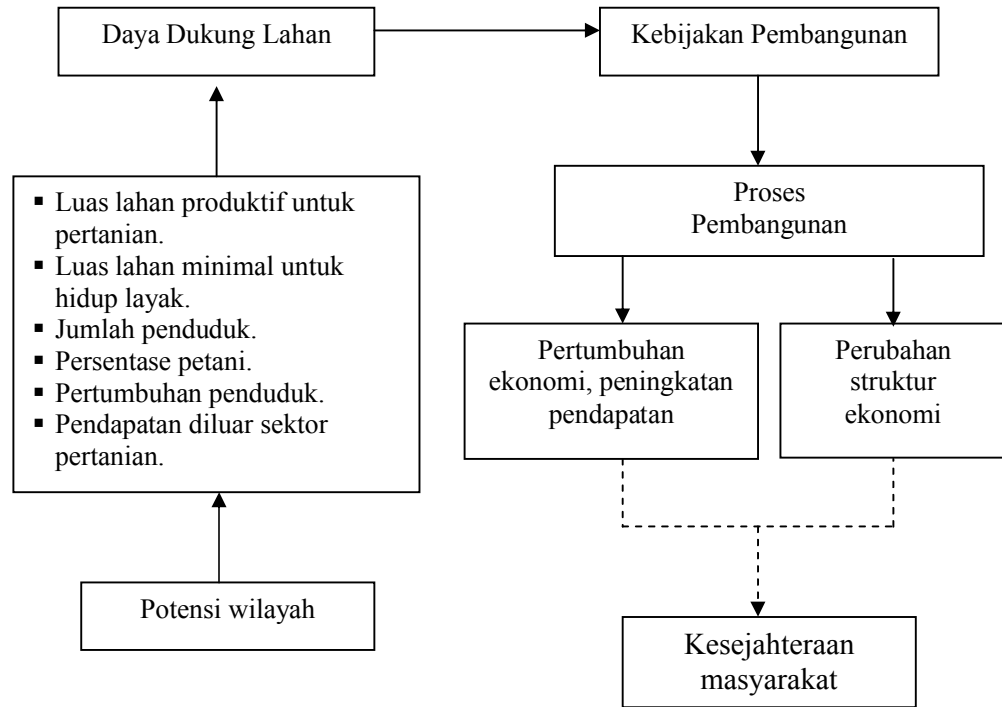 Daya Dukung Lahan
Kebijakan Pembangunan
▪ Luas lahan produktif untuk
pertanian.
▪ Luas lahan minimal untuk
hidup layak.
▪ Jumlah penduduk.
▪ Persentase petani.
▪ Pertumbuhan penduduk.
▪ Pendapatan diluar sektor
pertanian.
Potensi wilayah
Proses
Pembangunan
Pertumbuhan
ekonomi, peningkatan
pendapatan
Perubahan
struktur
ekonomi
Kesejahteraan
masyarakat